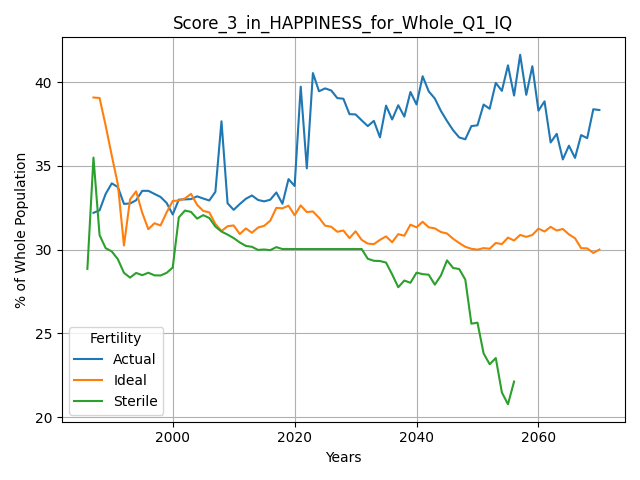 Score_3_in_HAPPINESS_for_Whole_Q1_IQ
% of Whole Population
40
35
30
25
20
Fertility
Actual
Ideal
Sterile
2000 2020 2040 2060
Years